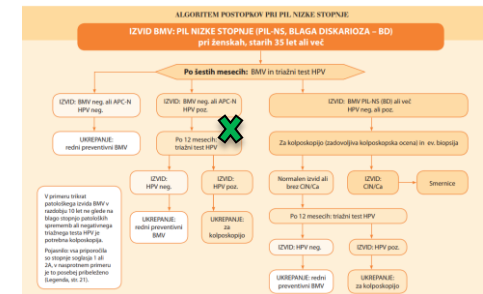 ALGORITEM POSTOPKOV PRI PIL NIZKE STOPNJE
IZVID BMV: PIL NIZKE STOPNJE (PIL-NS, BLAGA DISKARIOZA – BD)
pri ženskah, starih 35 let ali več
Po šestih mesecih: BMV in triažni test HPV
IZVID: BMV neg. ali APC-N
HPV neg.
IZVID: BMV neg. ali APC-N
HPV poz.
IZVID: BMV PIL-NS (BD) ali več
HPV neg. ali poz.
UKREPANJE:
redni preventivni BMV
Po 12 mesecih:
triažni test HPV
Za kolposkopijo (zadovoljiva kolposkopska ocena) in ev. biopsija
IZVID:
HPV neg.
IZVID:
HPV poz.
Normalen izvid ali
brez CIN/Ca
IZVID:
CIN/Ca
Smernice
UKREPANJE:
redni preventivni
BMV
UKREPANJE:
za
kolposkopijo
Po 12 mesecih: triažni test HPV
IZVID: HPV neg.
IZVID: HPV poz.
UKREPANJE: redni
preventivni BMV
UKREPANJE:
za kolposkopijo
V primeru trikrat
patološkega izvida BMV v
razdobju 10 let ne glede na
blago stopnjo patoloških
sprememb ali negativnega
triažnega testa HPV je
potrebna kolposkopija.
Pojasnilo: vsa priporočila
so stopnje soglasja 1 ali
2A, v nasprotnem primeru
je to posebej pribeleženo
(Legenda, str. 21).